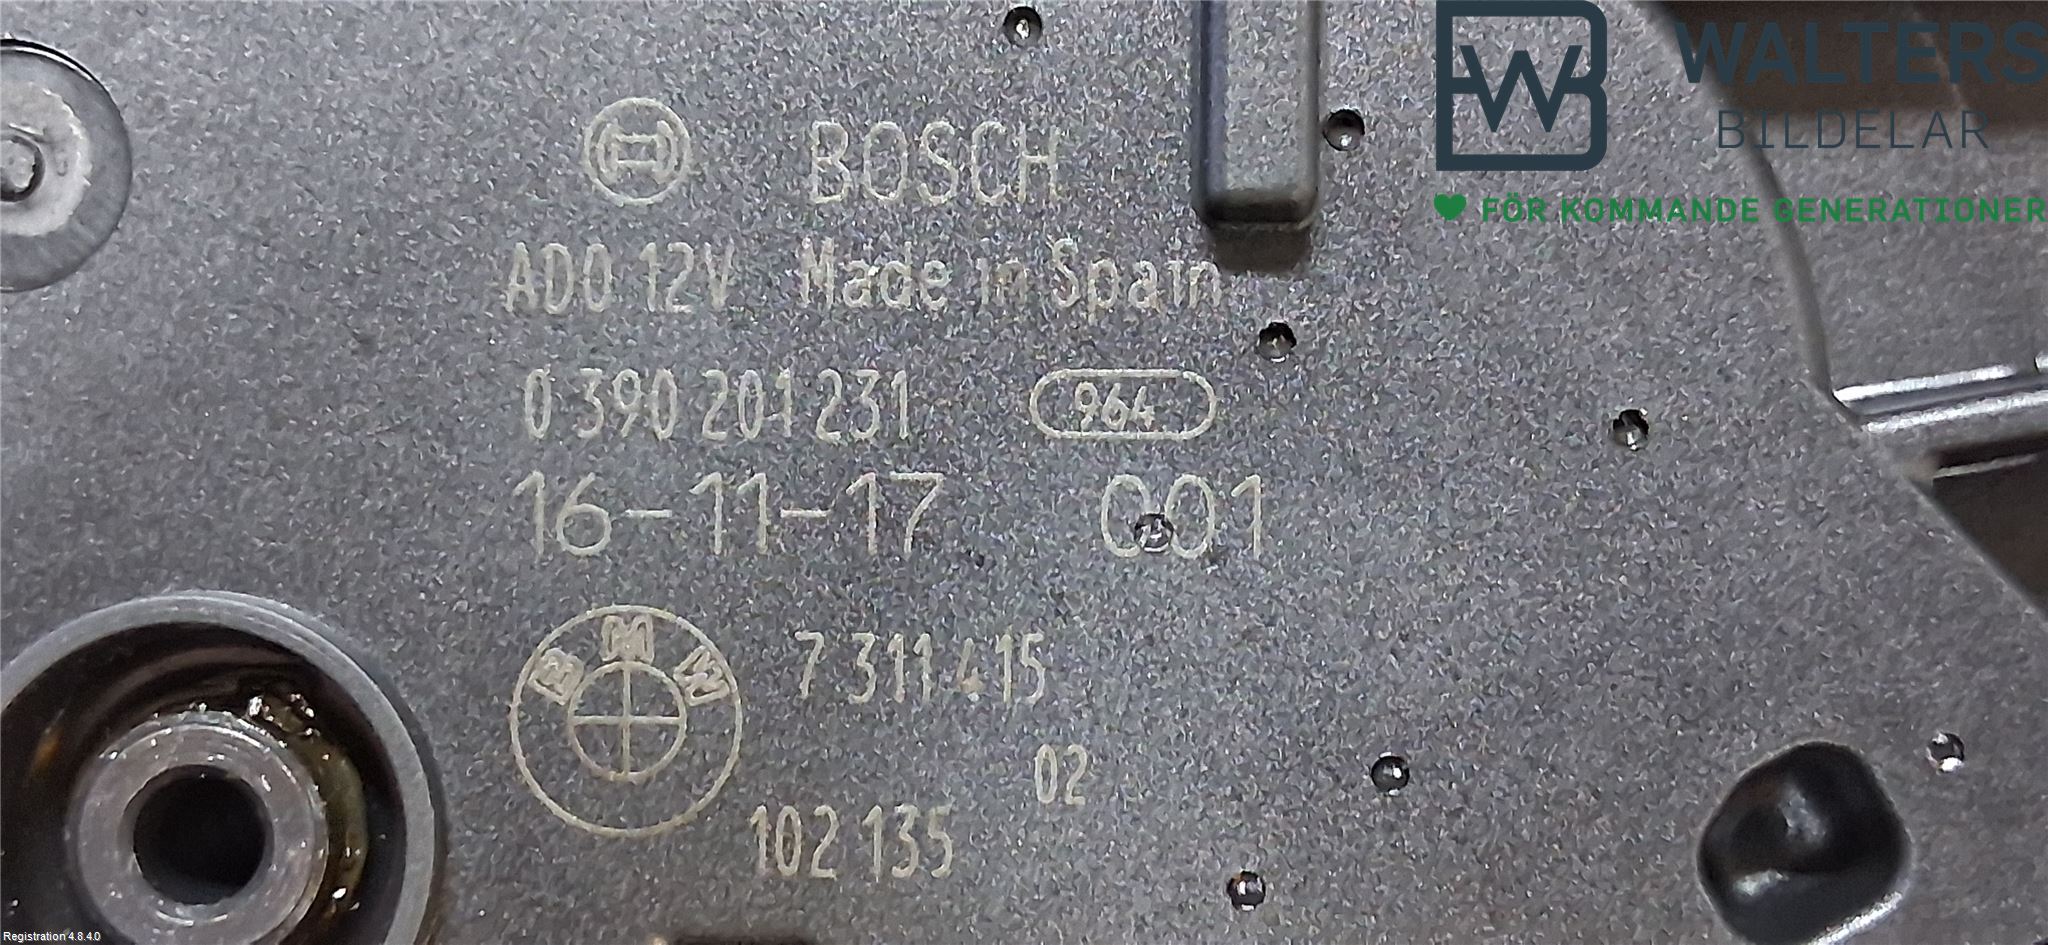 WALTERS
BILDELAR
FÖR KOMMANDE GENERATIONER
BOSCH
ADO 12V Made in Spain
0 390 201 231 964
16-11-17 001
BMW
7 311 415
02
102 135
Registration 4.8.4.0